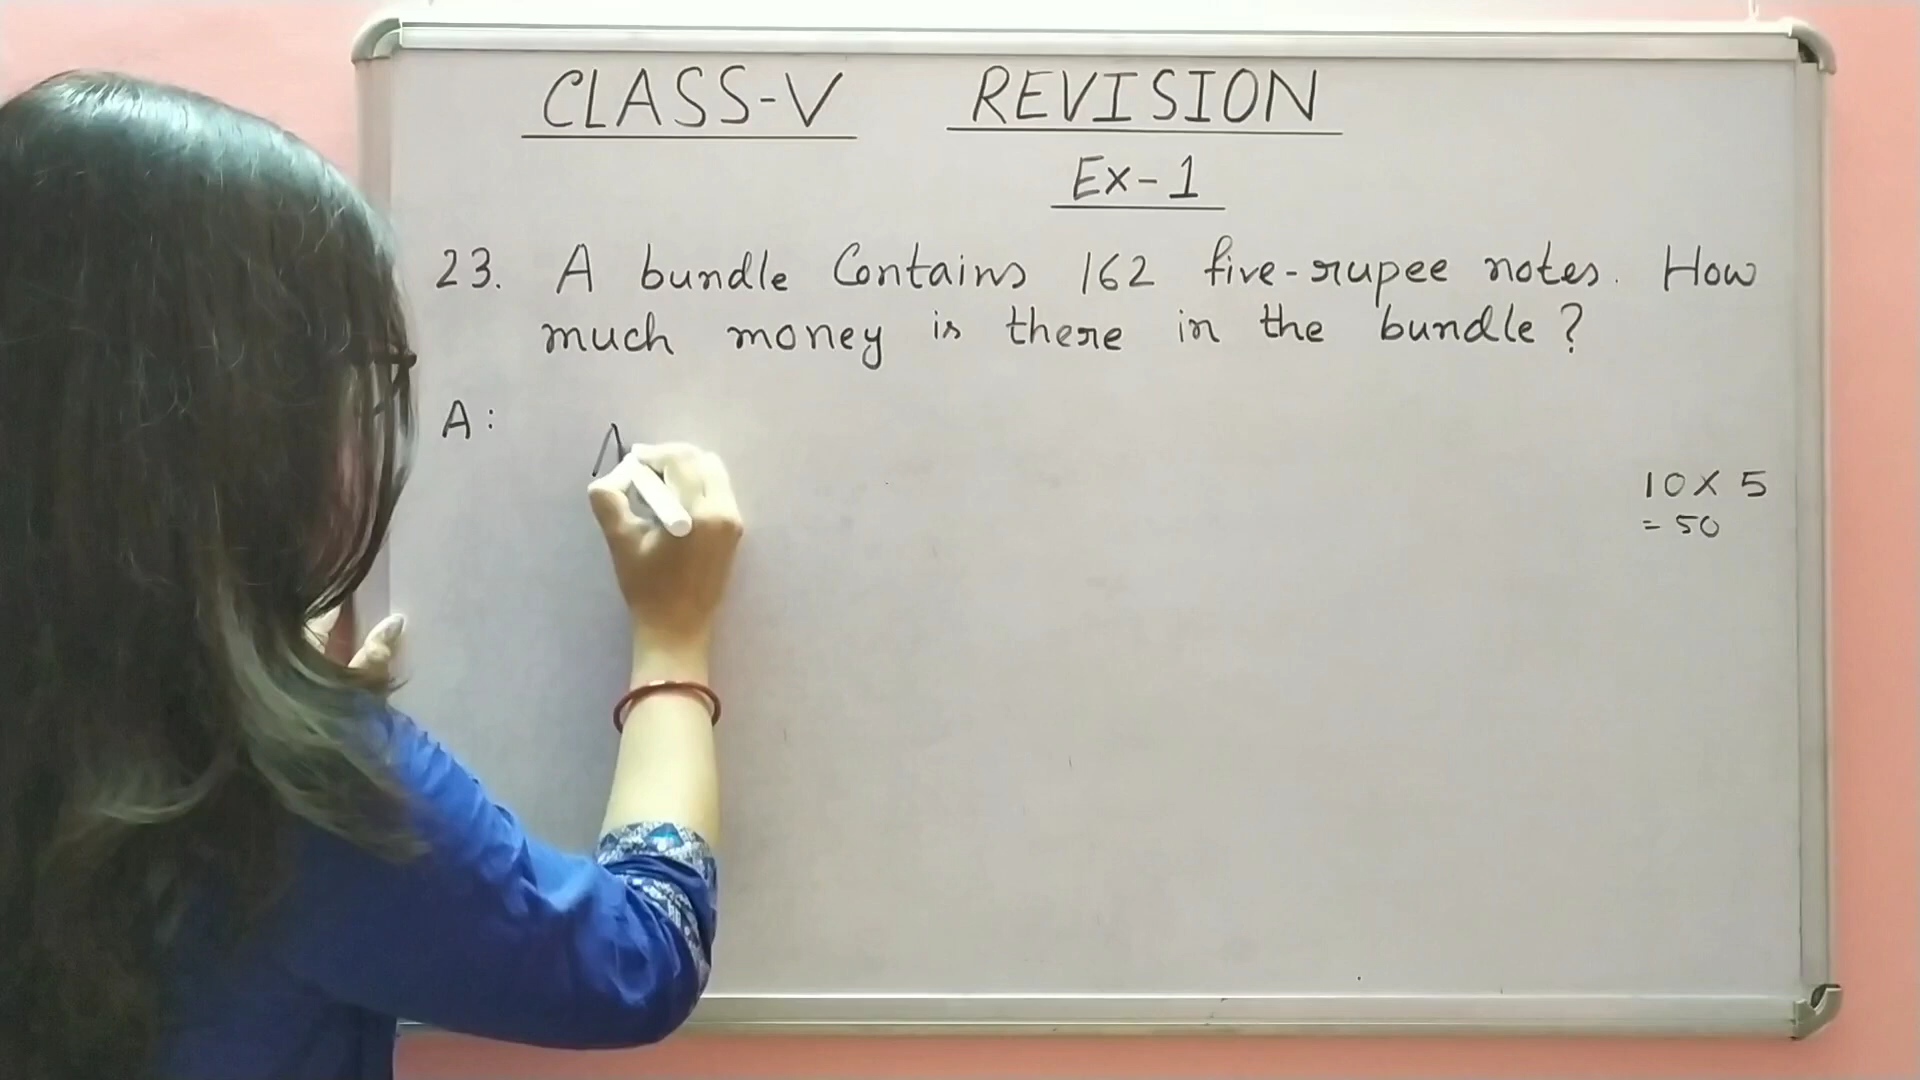 CLASS-V REVISION
Ex-1
23. A bundle Contains 162 five-rupee notes. How
much money is there in the bundle?
A:
10 X 5
= 50